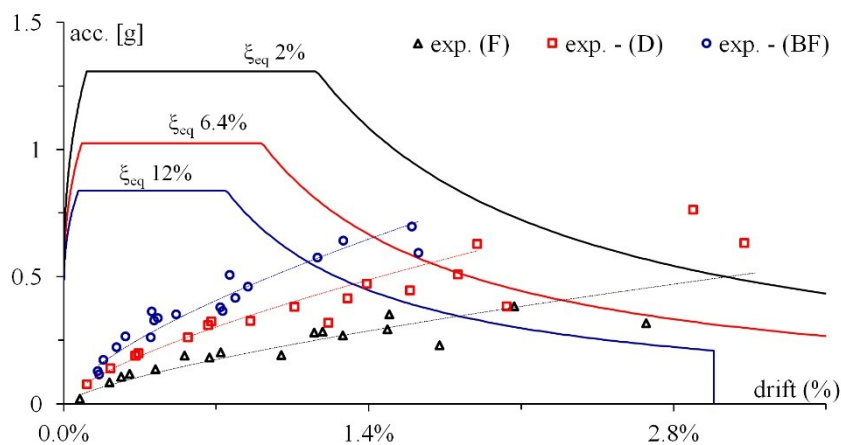 1.5
acc. [g]
exp. (F)
exp. - (D)
exp. - (BF)
ξeq 2%
1
ξeq 6.4%
ξeq 12%
0.5
drift (%)
0
0.0%
1.4%
2.8%